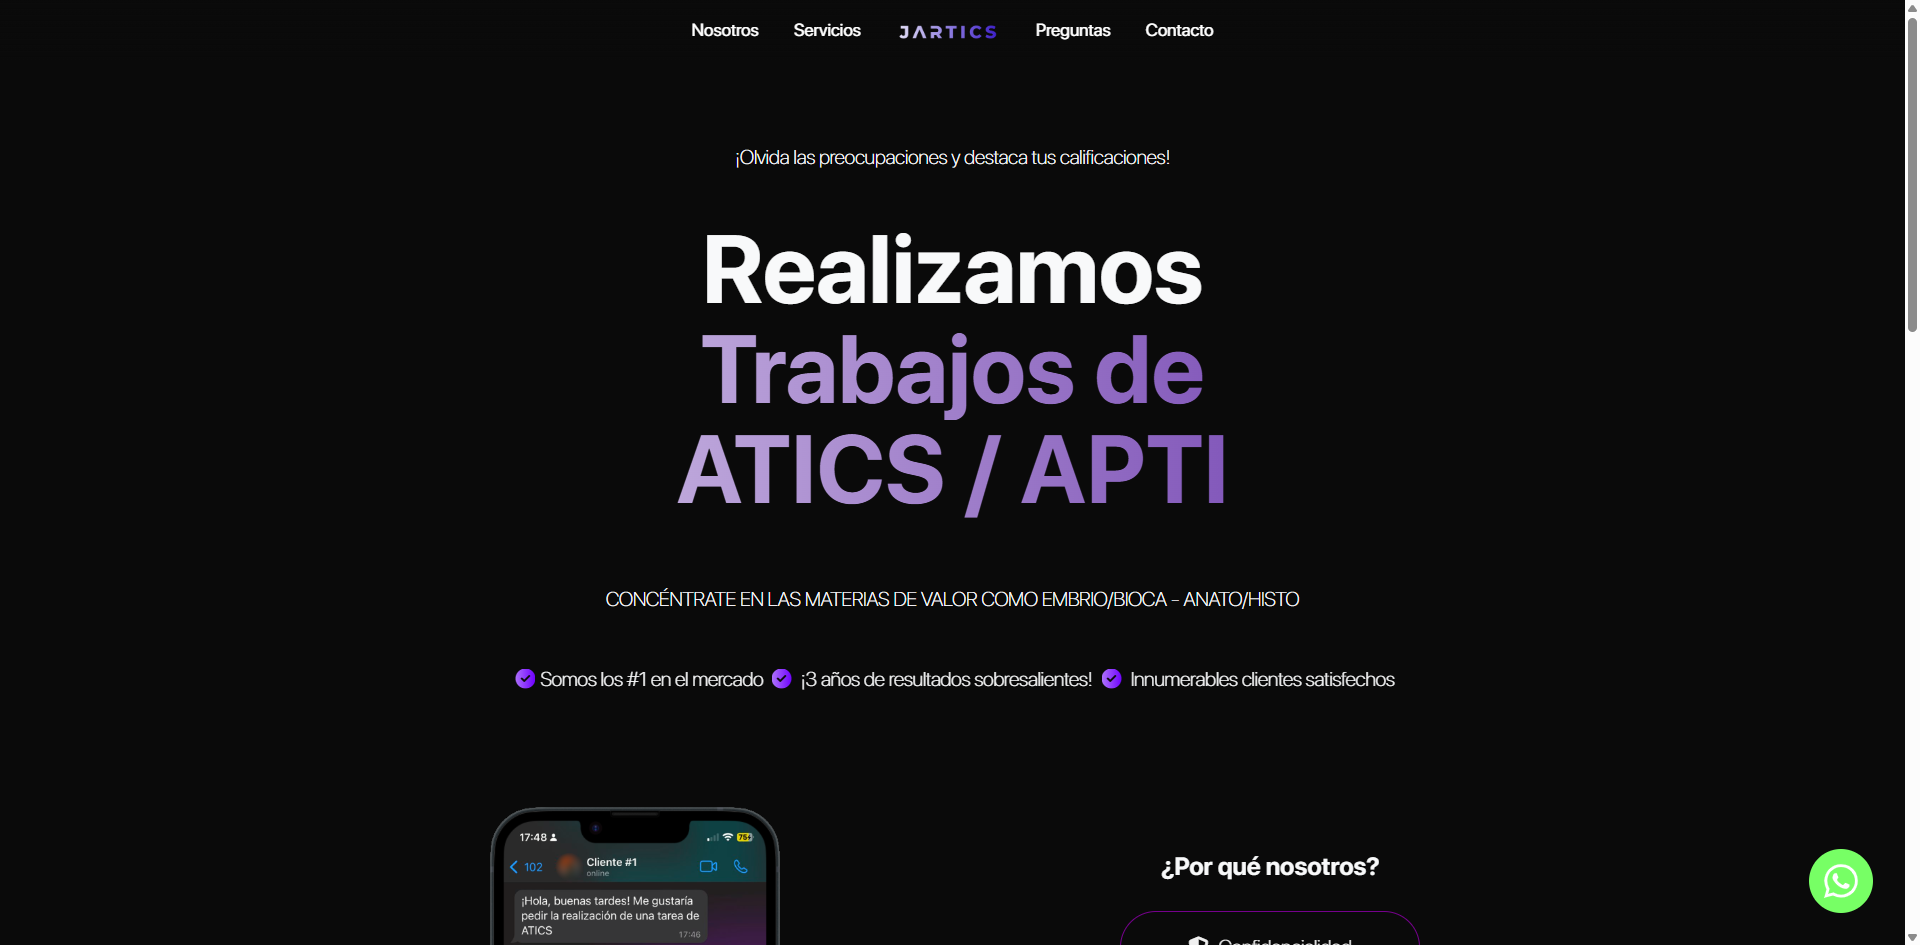 Nosotros Servicios JARTICS Preguntas Contacto
¡Olvida las preocupaciones y destaca tus calificaciones!
Realizamos
Trabajos de
ATICS / APTI
CONCÉNTRATE EN LAS MATERIAS DE VALOR COMO EMBRIO/BIOCA - ANATO/HISTO
Somos los #1 en el mercado ¡3 años de resultados sobresalientes! Innumerables clientes satisfechos
17:48 75
102 Cliente #1
online
¡Hola, buenas tardes! Me gustaría
pedir la realización de una tarea de
ATICS
17:46
¿Por qué nosotros?
Confidencialidad